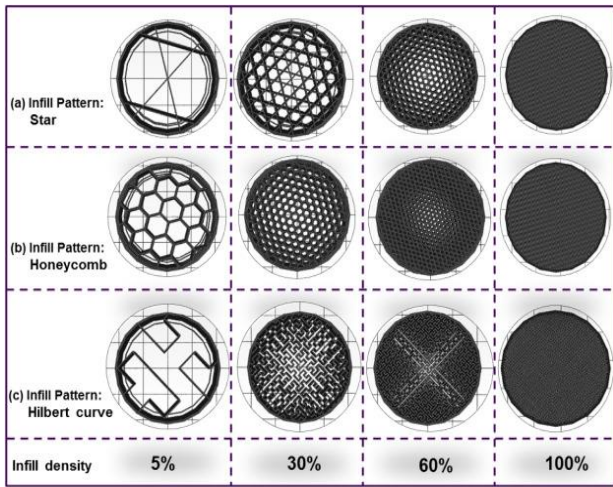 (a) Infill Pattern:
Star
(b) Infill Pattern:
Honeycomb
(c) Infill Pattern:
Hilbert curve
Infill density
5%
30%
60%
100%